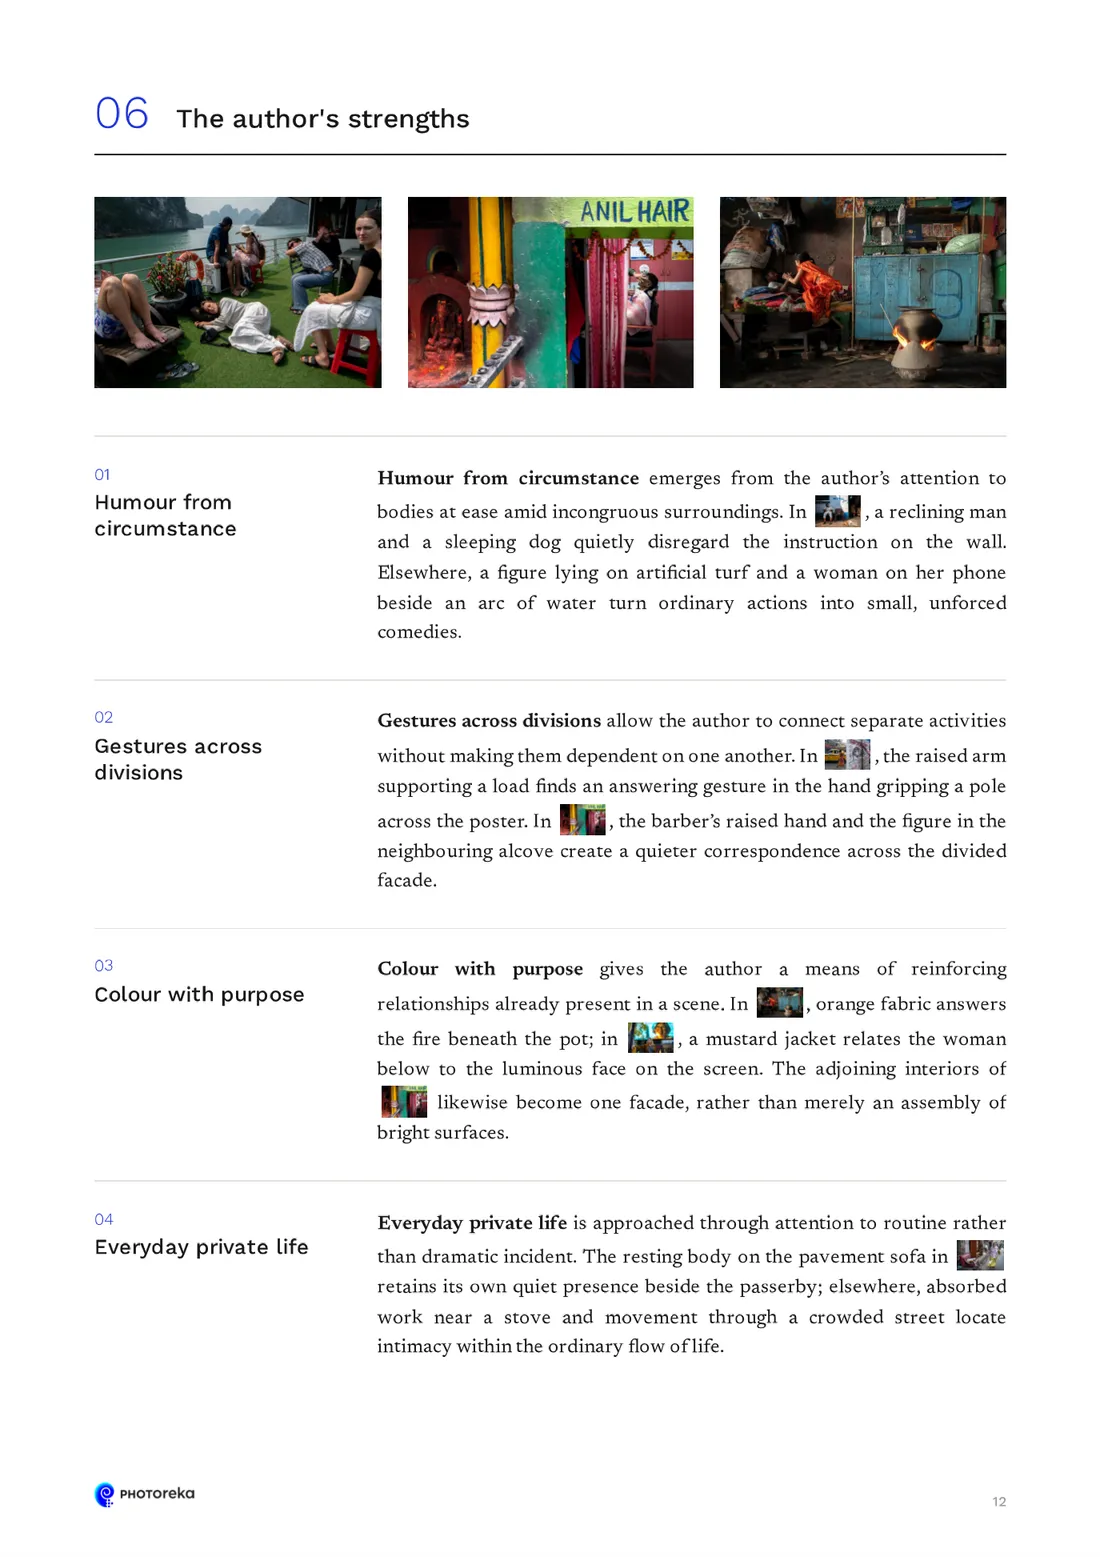 06 The author's strengths
ANIL HAIR
01
Humour from
circumstance
Humour from circumstance emerges from the author’s attention to
bodies at ease amid incongruous surroundings. In , a reclining man
and a sleeping dog quietly disregard the instruction on the wall.
Elsewhere, a figure lying on artificial turf and a woman on her phone
beside an arc of water turn ordinary actions into small, unforced
comedies.
02
Gestures across
divisions
Gestures across divisions allow the author to connect separate activities
without making them dependent on one another. In , the raised arm
supporting a load finds an answering gesture in the hand gripping a pole
across the poster. In , the barber’s raised hand and the figure in the
neighbouring alcove create a quieter correspondence across the divided
facade.
03
Colour with purpose
Colour with purpose gives the author a means of reinforcing
relationships already present in a scene. In , orange fabric answers
the fire beneath the pot; in , a mustard jacket relates the woman
below to the luminous face on the screen. The adjoining interiors of
likewise become one facade, rather than merely an assembly of
bright surfaces.
04
Everyday private life
Everyday private life is approached through attention to routine rather
than dramatic incident. The resting body on the pavement sofa in
retains its own quiet presence beside the passerby; elsewhere, absorbed
work near a stove and movement through a crowded street locate
intimacy within the ordinary flow of life.
PHOTOREKA
12